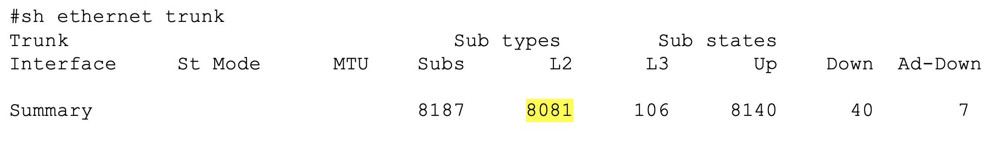 #sh ethernet trunk
Trunk Sub types Sub states
Interface St Mode MTU Subs L2 L3 Up Down Ad-Down
Summary 8187 8081 106 8140 40 7